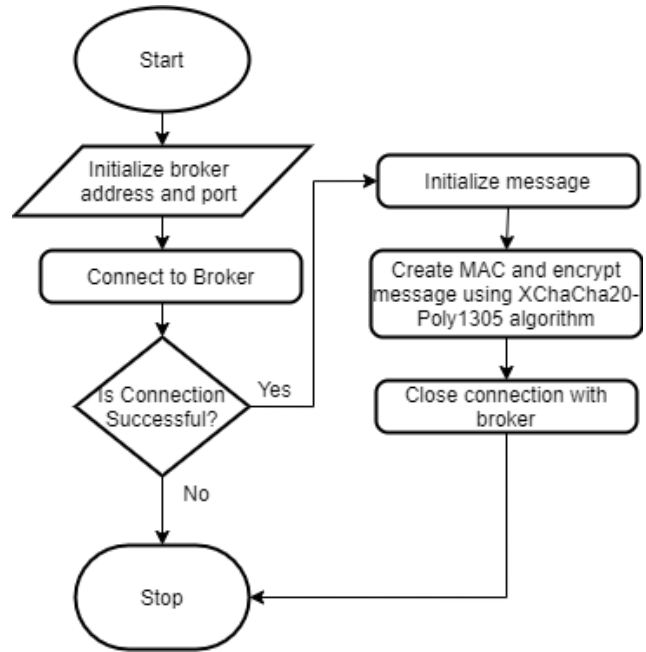 Start
Initialize broker
address and port
Connect to Broker
Is Connection
Successful?
Yes
No
Stop
Initialize message
Create MAC and encrypt
message using XChaCha20-
Poly1305 algorithm
Close connection with
broker